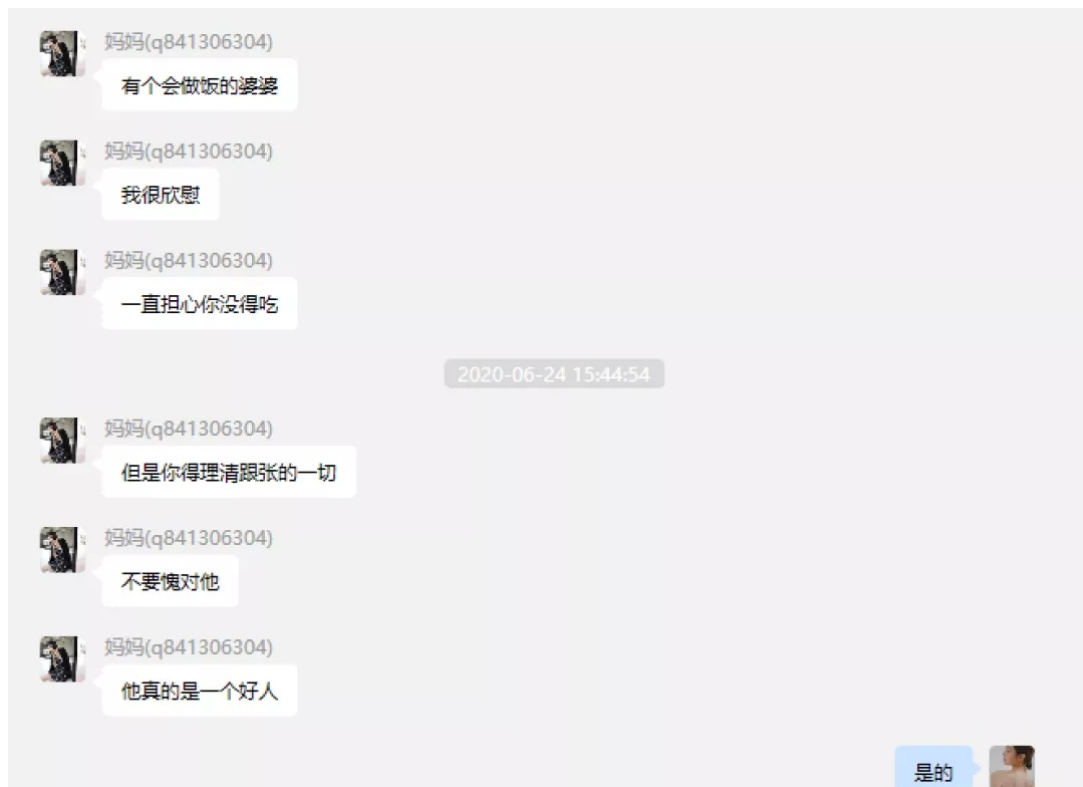 妈妈(q841306304)
有个会做饭的婆婆
妈妈(q841306304)
我很欣慰
妈妈(q841306304)
一直担心你没得吃
2020-06-24 15:44:54
妈妈(q841306304)
但是你得理清跟张的一切
妈妈(q841306304)
不要愧对他
妈妈(q841306304)
他真的是一个好人
是的